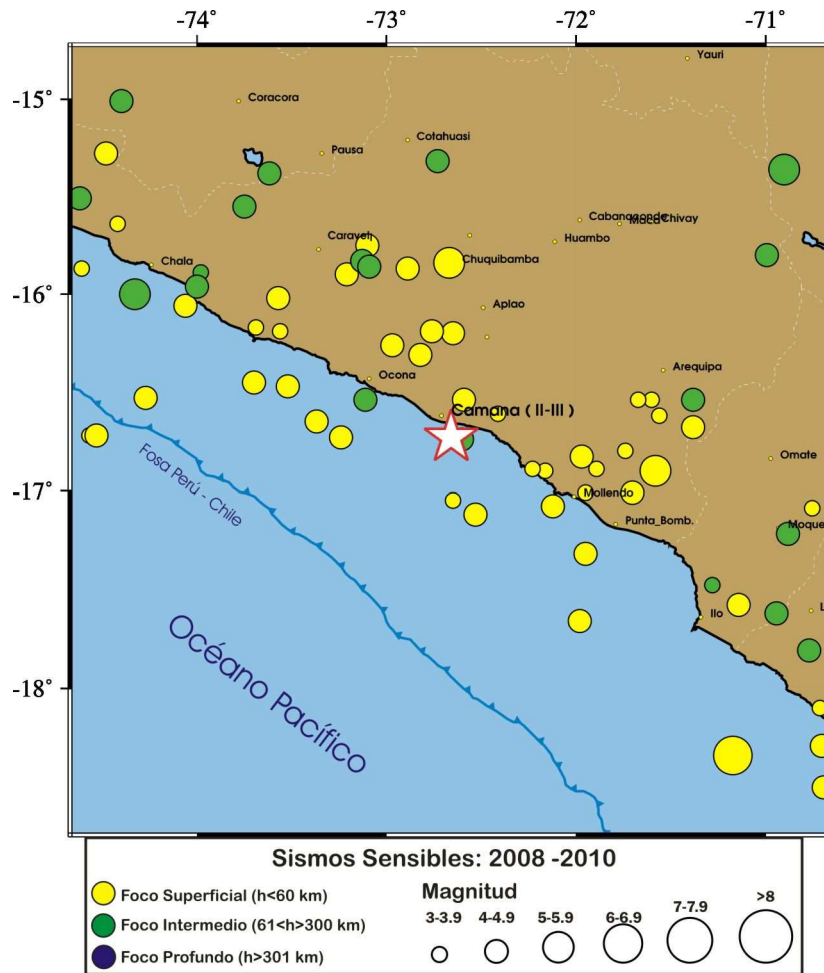 -74° -73° -72° -71°
Yauri
-15°
Coracora
Cotahuasi
Pausa
Cabanaconde
Chivay
Caraveli
Huambo
Chuquibamba
Chala
-16°
Aplao
Arequipa
Ocona
Camana ( II-III )
Omate
Fosa Perú - Chile
-17°
Mollendo
Punta_Bomb.
Moque
Ilo
L
Océano Pacífico
-18°
Sismos Sensibles: 2008 -2010
Foco Superficial (h<60 km)
Foco Intermedio (61<h>300 km)
Foco Profundo (h>301 km)
Magnitud
3-3.9 4-4.9 5-5.9 6-6.9 7-7.9 >8